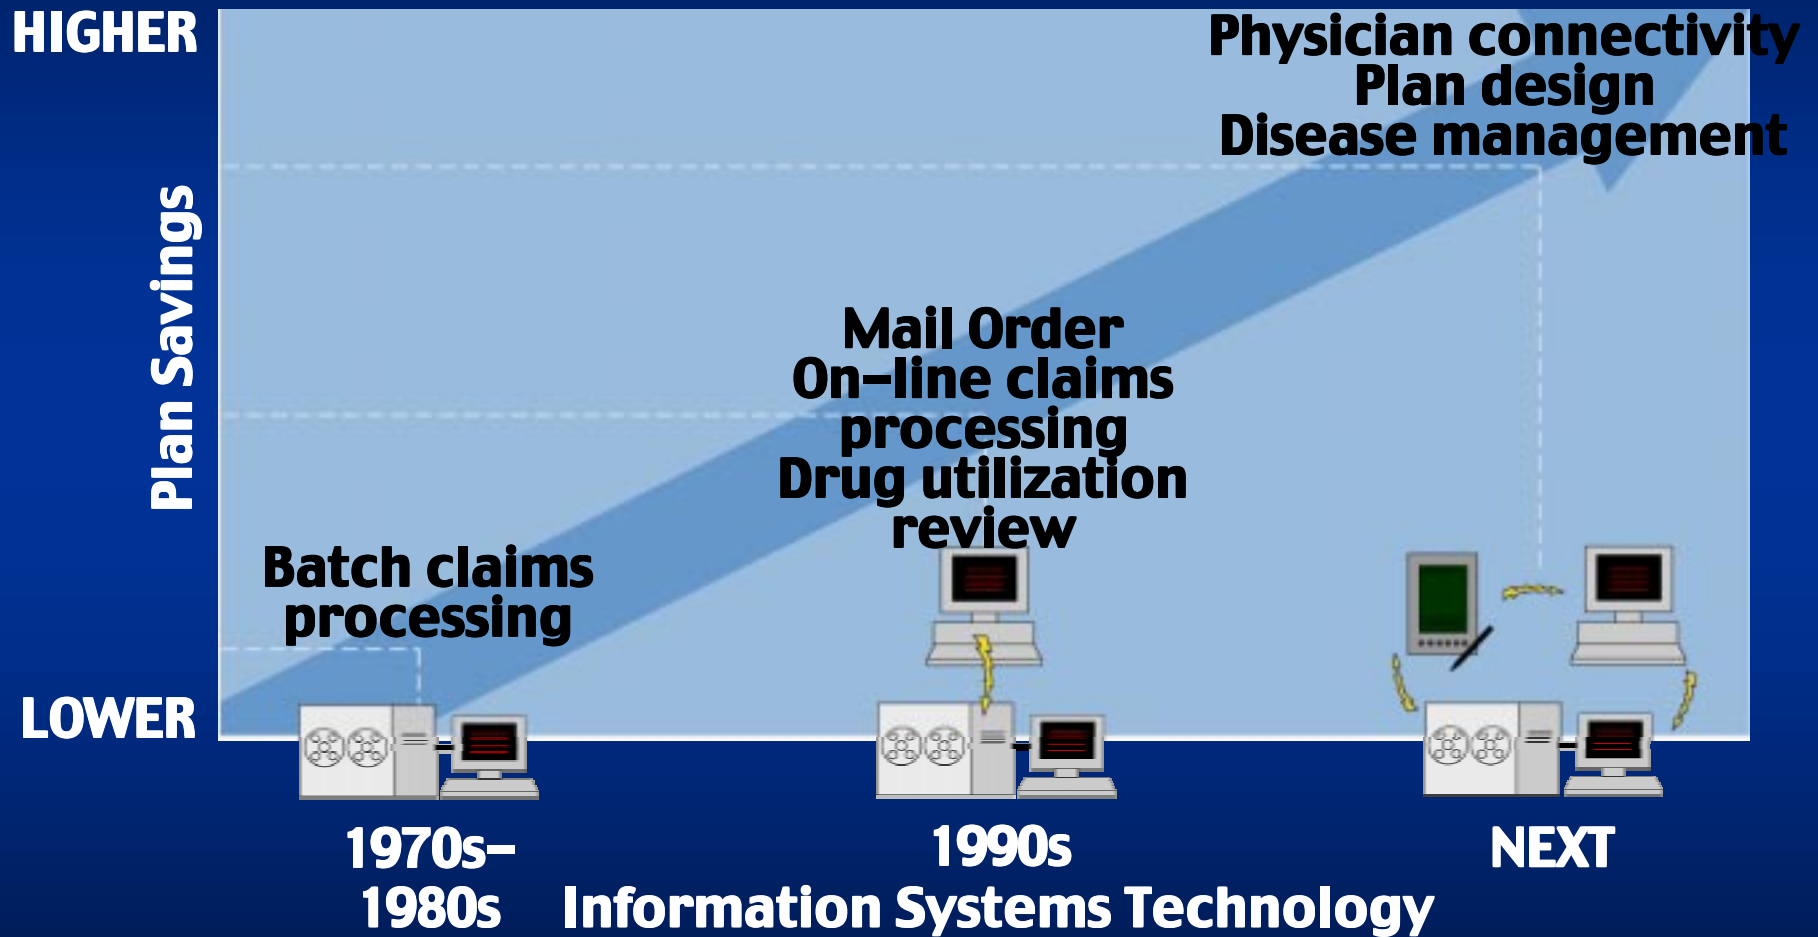 HIGHER
Physician connectivity
Plan design
Disease management
Plan Savings
Mail Order
On-line claims
processing
Drug utilization
review
Batch claims
processing
LOWER
1970s-
1980s
1990s
NEXT
Information Systems Technology